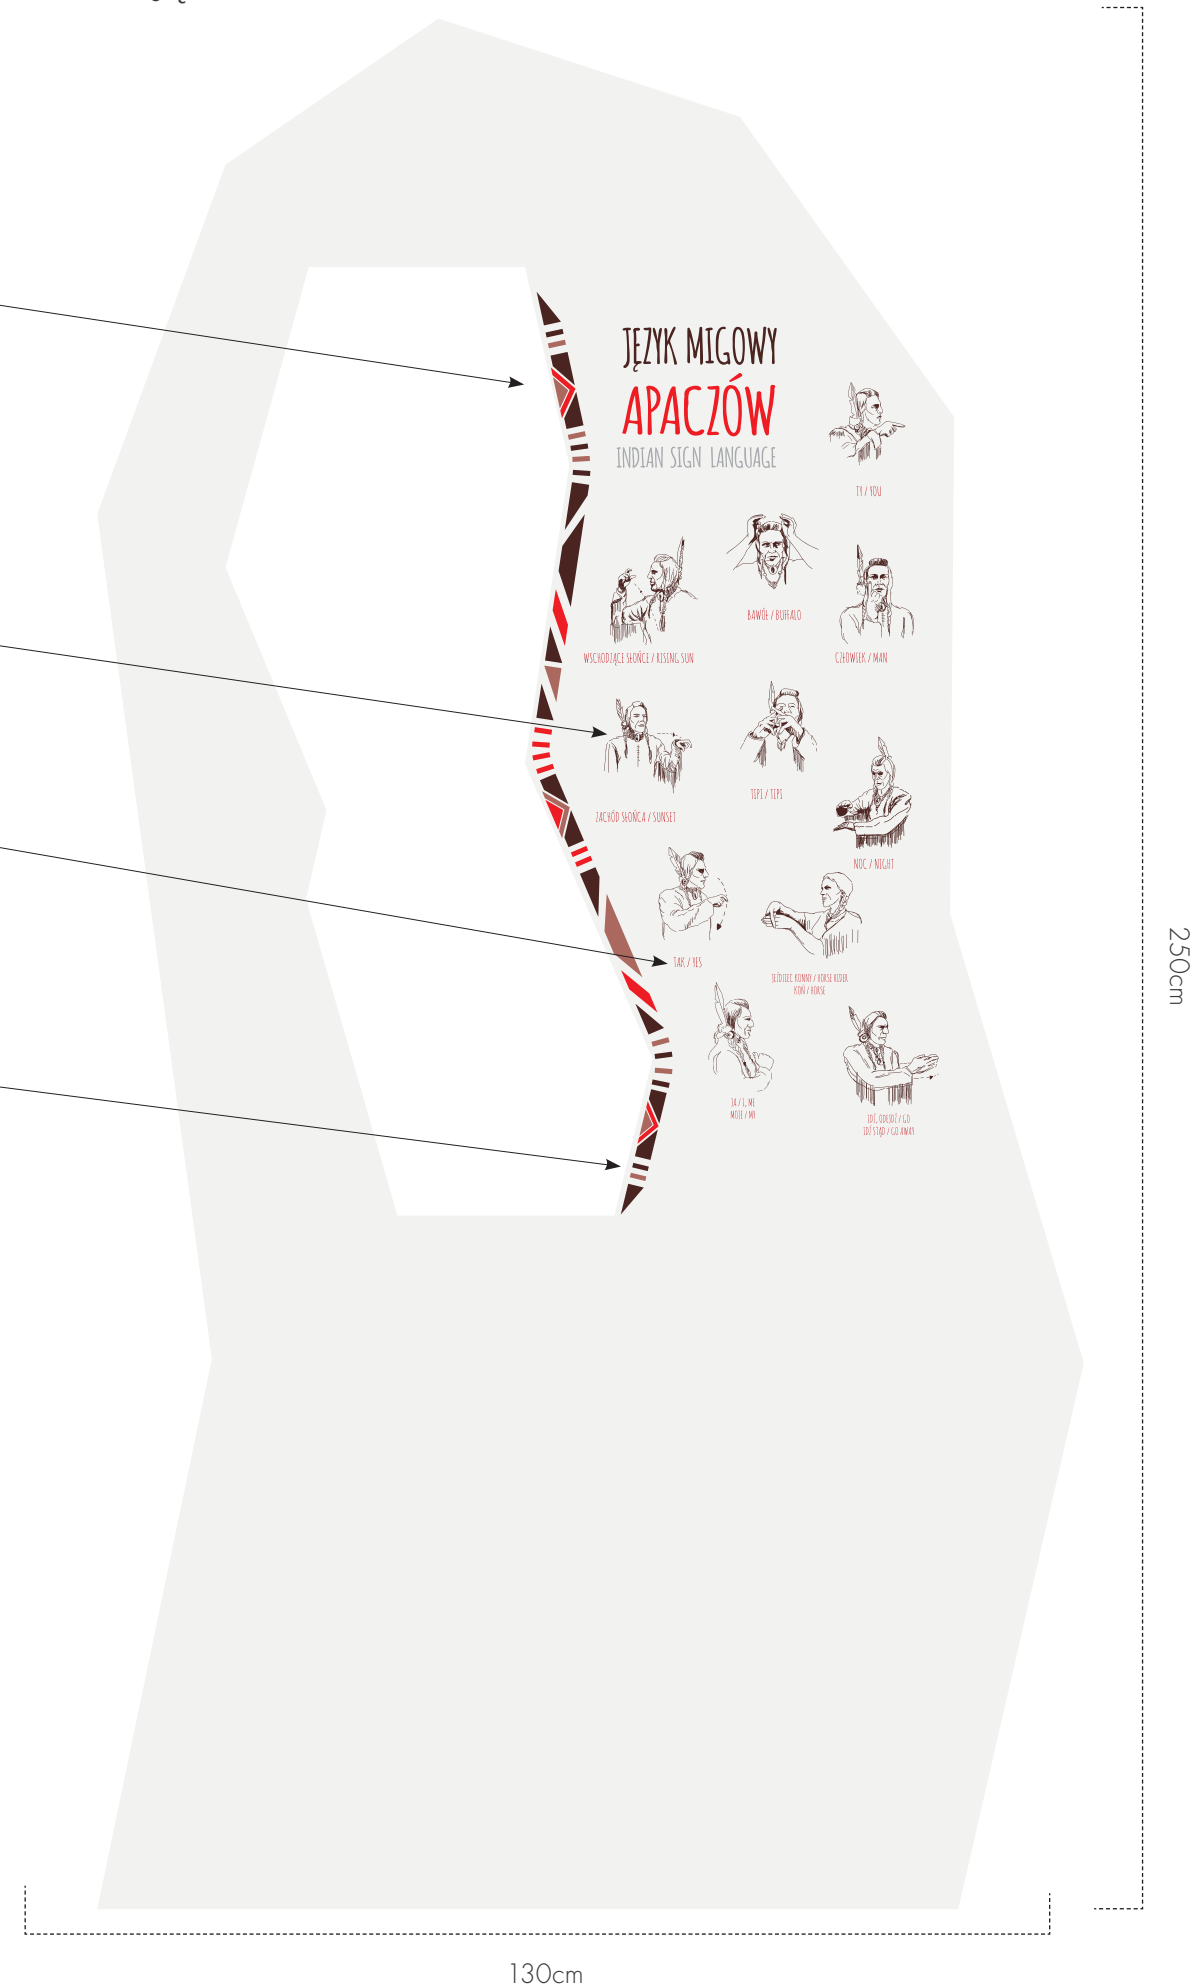 JĘZYK MIGOWY
APACZÓW
INDIAN SIGN LANGUAGE
TY / YOU
BAWÓŁ / BUFFALO
WSCHODZĄCE SŁOŃCE / RISING SUN
CZŁOWIEK / MAN
ZACHÓD SŁOŃCA / SUNSET
TIPI / TIPI
NOC / NIGHT
TAK / YES
JEŹDZIEC KONNY / HORSE RIDER
KOŃ / HORSE
JA / I, ME
MOJE / MY
IDŹ, ODEJDŹ / GO
IDŹ STĄD / GO AWAY
250cm
130cm